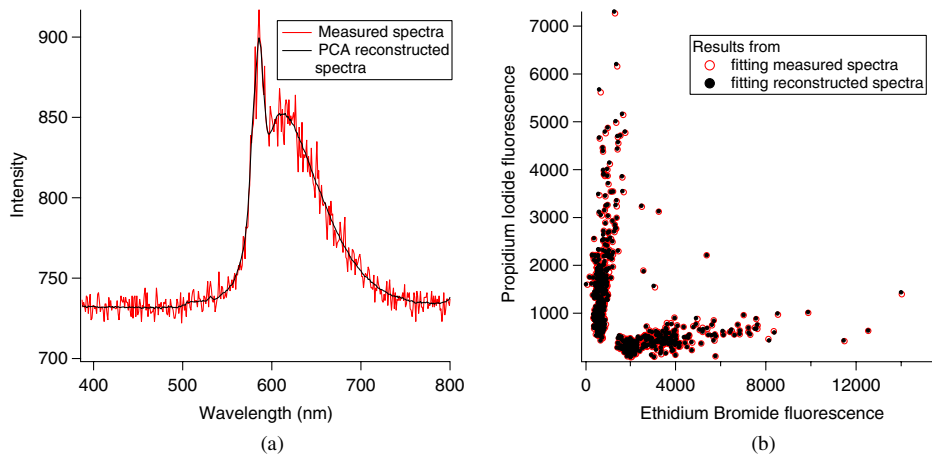 900
850
800
750
700
Intensity
400
500
600
700
800
Wavelength (nm)
Measured spectra
PCA reconstructed
spectra
(a)
7000
6000
5000
4000
3000
2000
1000
Propidium Iodide fluorescence
0
4000
8000
12000
Ethidium Bromide fluorescence
Results from
fitting measured spectra
fitting reconstructed spectra
(b)